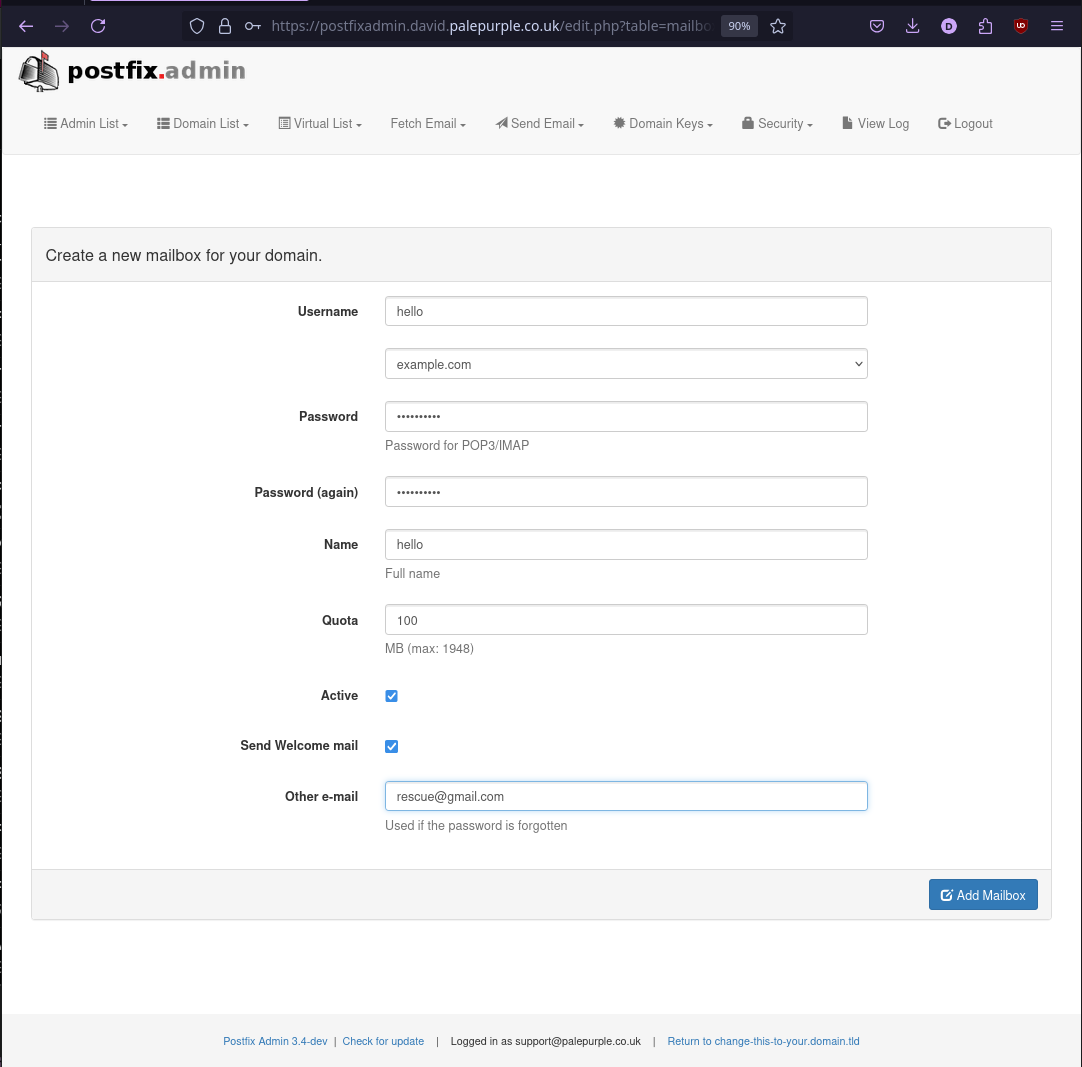 https://postfixadmin.david.palepurple.co.uk/edit.php?table=mailbo
90%
D
postfix.admin
Admin List
Domain List
Virtual List
Fetch Email
Send Email
Domain Keys
Security
View Log
Logout
Create a new mailbox for your domain.
Username
hello
example.com
Password
••••••••••
Password for POP3/IMAP
Password (again)
••••••••••
Name
hello
Full name
Quota
100
MB (max: 1948)
Active
Send Welcome mail
Other e-mail
rescue@gmail.com
Used if the password is forgotten
Add Mailbox
Postfix Admin 3.4-dev | Check for update | Logged in as support@palepurple.co.uk | Return to change-this-to-your.domain.tld